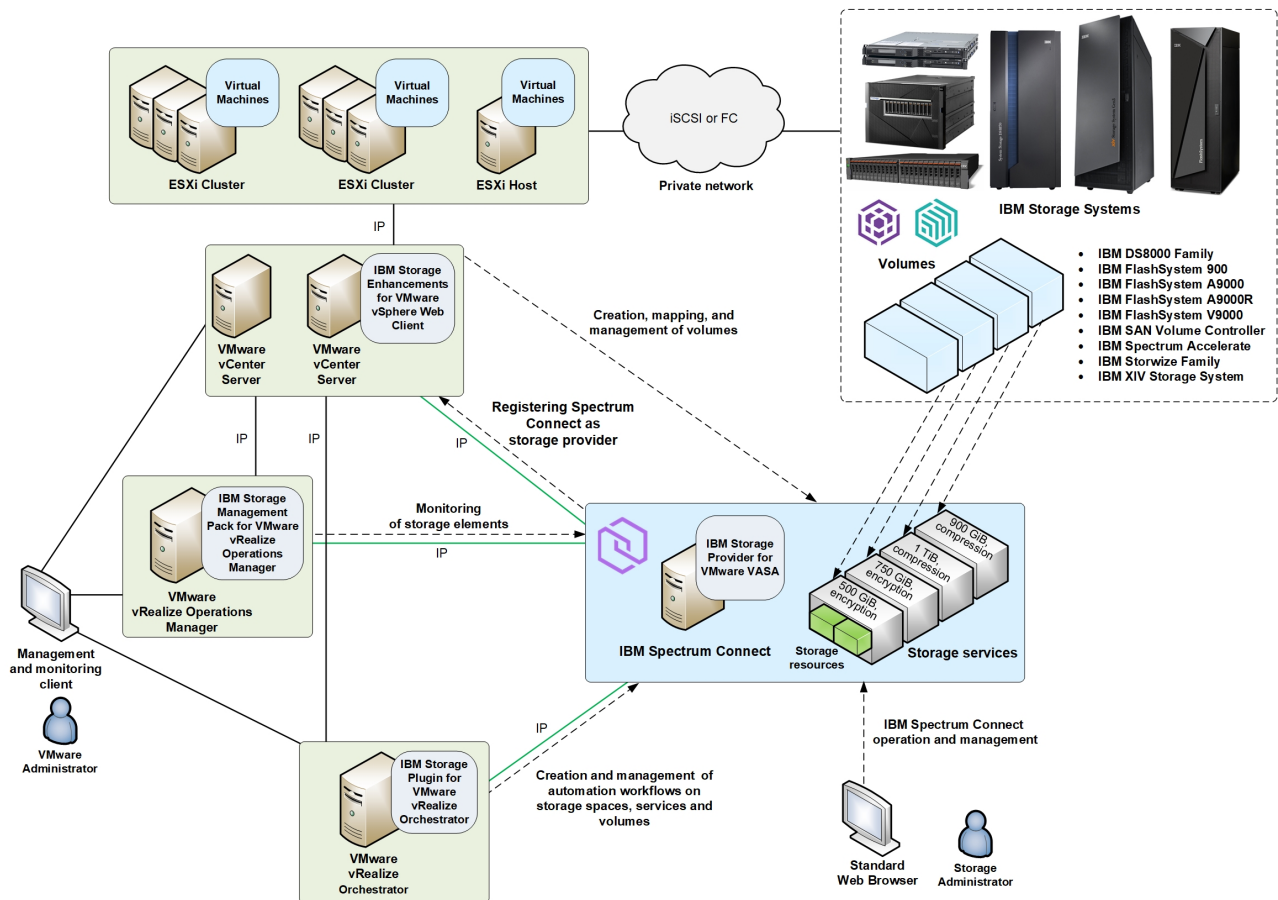 Virtual
Machines
Virtual
Machines
Virtual
Machines
ESXi Cluster
ESXi Cluster
ESXi Host
iSCSI or FC
Private network
IBM Storage Systems
Volumes
• IBM DS8000 Family
• IBM FlashSystem 900
• IBM FlashSystem A9000
• IBM FlashSystem A9000R
• IBM FlashSystem V9000
• IBM SAN Volume Controller
• IBM Spectrum Accelerate
• IBM Storwize Family
• IBM XIV Storage System
IP
IBM Storage
Enhancements
for VMware
vSphere Web
Client
VMware
vCenter
Server
VMware
vCenter
Server
Creation, mapping, and
management of volumes
Registering Spectrum
Connect as
storage provider
IP
IP
IP
IBM Storage
Management
Pack for VMware
vRealize
Operations
Manager
VMware
vRealize Operations
Manager
Monitoring
of storage elements
IP
IBM Storage
Provider for
VMware VASA
IBM Spectrum Connect
900 GiB,
compression
1 TiB,
compression
750 GiB,
encryption
500 GiB,
encryption
Storage
resources
Storage services
Management
and monitoring
client
VMware
Administrator
IP
IBM Storage
Plugin for
VMware
vRealize
Orchestrator
VMware
vRealize
Orchestrator
Creation and management of
automation workflows on
storage spaces, services and
volumes
IBM Spectrum Connect
operation and management
Standard
Web Browser
Storage
Administrator